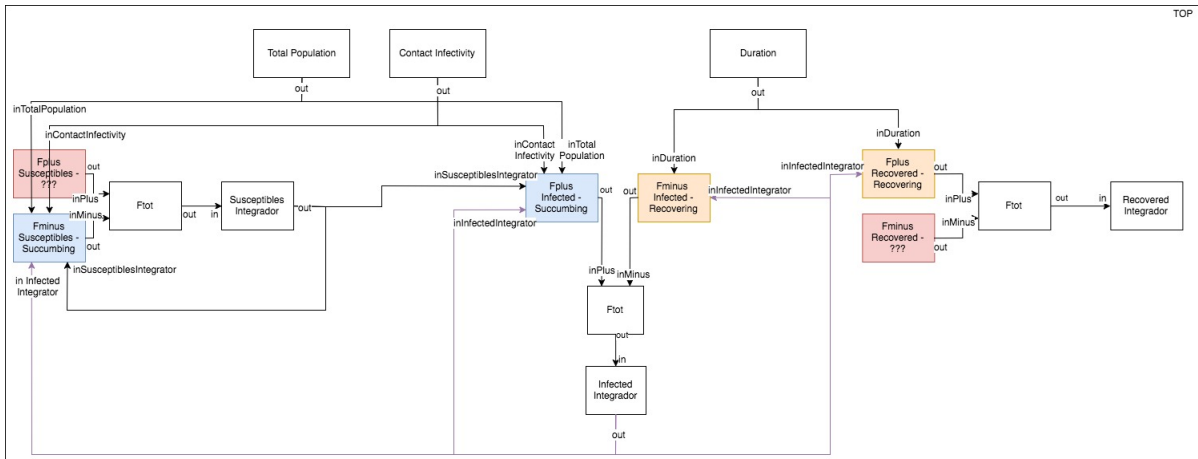 TOP
Total Population
Contact Infectivity
Duration
out
out
out
inTotalPopulation
inContactInfectivity
inContact
Infectivity
inTotal
Population
inDuration
inDuration
Fplus
Susceptibles -
???
out
inPlus
inMinus
Fminus
Susceptibles -
Succumbing
out
Ftot
out
in
Susceptibles
Integrador
out
inSusceptiblesIntegrator
inSusceptiblesIntegrator
in Infected
Integrator
Fplus
Infected -
Succumbing
out
inInfectedIntegrator
Fminus
Infected -
Recovering
out
inInfectedIntegrator
inInfectedIntegrator
Fplus
Recovered -
Recovering
out
inPlus
inMinus
Fminus
Recovered -
???
out
Ftot
out
in
Recovered
Integrador
inPlus
inMinus
Ftot
out
in
Infected
Integrador
out